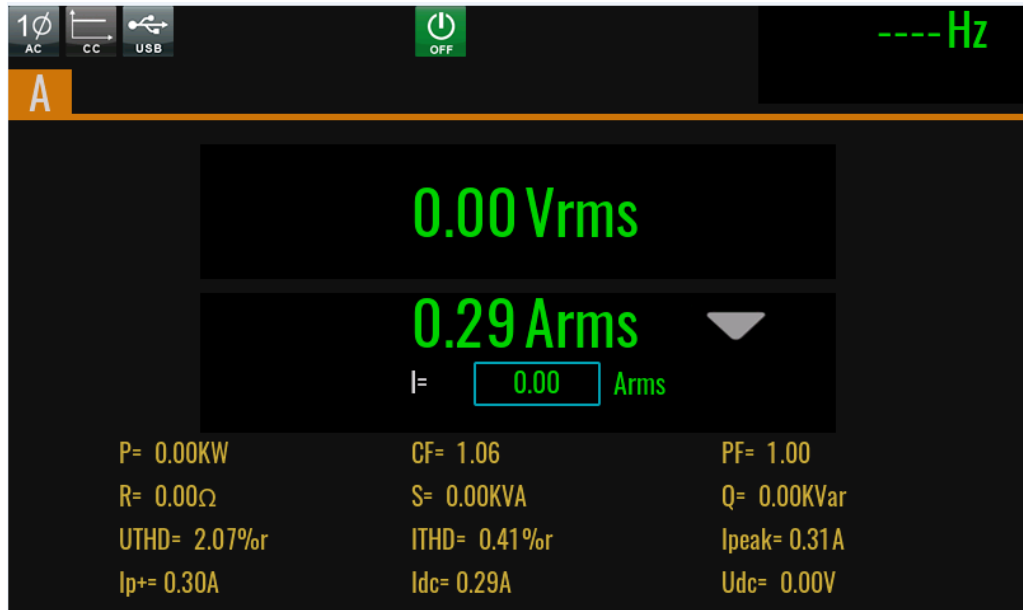 1Ø ----Hz
AC CC USB OFF
A
0.00 Vrms
0.29 Arms
I= 0.00 Arms
P= 0.00KW CF= 1.06 PF= 1.00
R= 0.00Ω S= 0.00KVA Q= 0.00KVar
UTHD= 2.07%r ITHD= 0.41%r Ipeak= 0.31A
Ip+= 0.30A Idc= 0.29A Udc= 0.00V